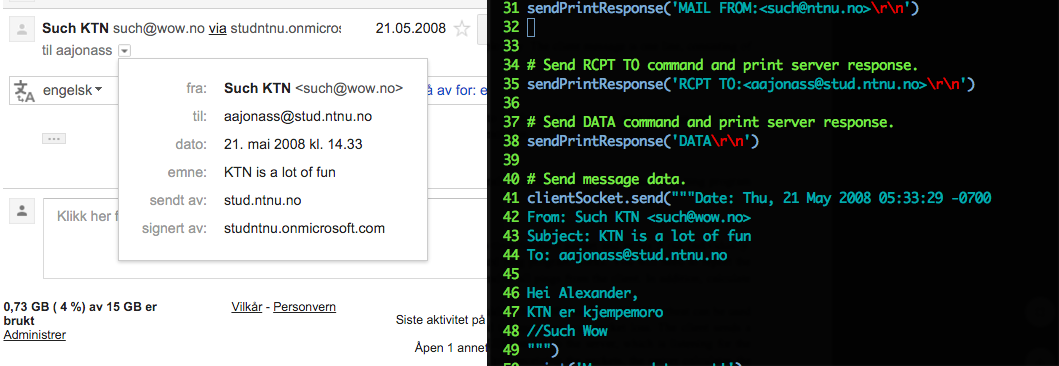 Such KTN such@wow.no via studntnu.onmicros
21.05.2008
til aajonass
engelsk
å av for: e
fra: Such KTN <such@wow.no>
til: aajonass@stud.ntnu.no
dato: 21. mai 2008 kl. 14.33
emne: KTN is a lot of fun
sendt av: stud.ntnu.no
signert av: studntnu.onmicrosoft.com
Klikk her f
0,73 GB ( 4 %) av 15 GB er
brukt
Administrer
Vilkår - Personvern
Siste aktivitet på
Åpen 1 annet
31 sendPrintResponse('MAIL FROM:<such@ntnu.no>\r\n')
32
33
34 # Send RCPT TO command and print server response.
35 sendPrintResponse('RCPT TO:<aajonass@stud.ntnu.no>\r\n')
36
37 # Send DATA command and print server response.
38 sendPrintResponse('DATA\r\n')
39
40 # Send message data.
41 clientSocket.send("""Date: Thu, 21 May 2008 05:33:29 -0700
42 From: Such KTN <such@wow.no>
43 Subject: KTN is a lot of fun
44 To: aajonass@stud.ntnu.no
45
46 Hei Alexander,
47 KTN er kjempemoro
48 //Such Wow
49 """)